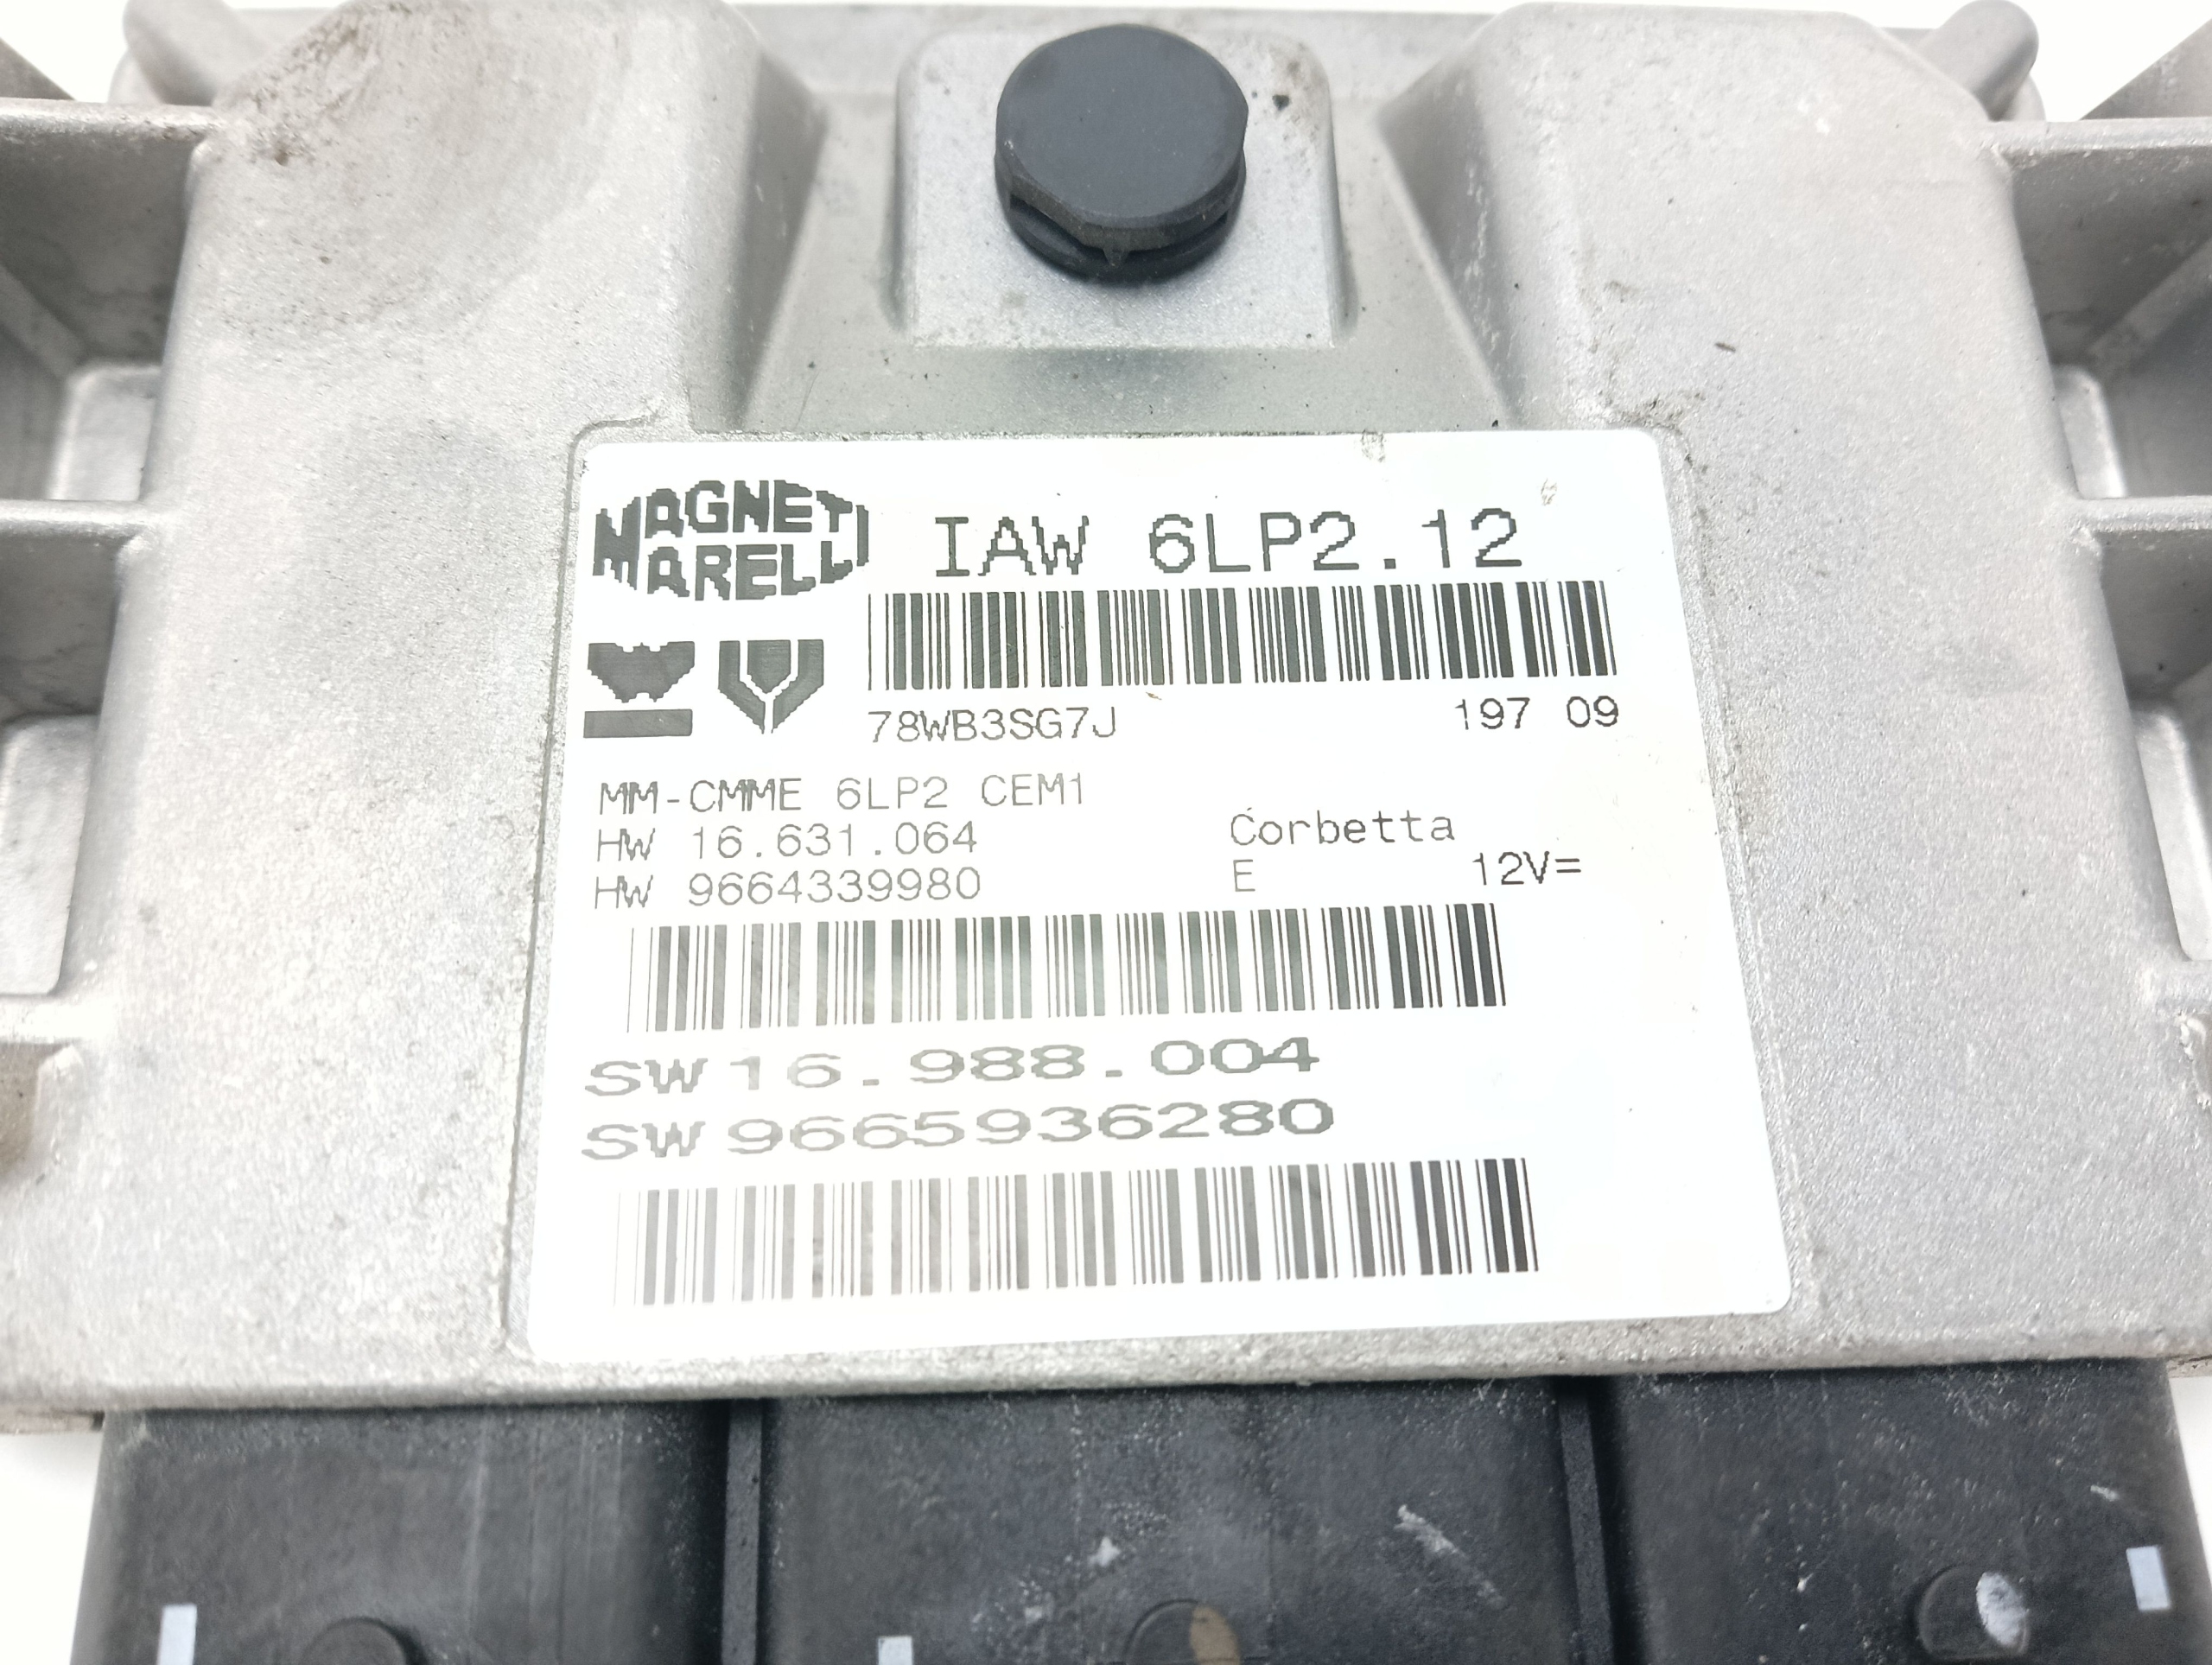 MAGNETI
MARELLI
IAW 6LP2.12
78WB3SG7J 197 09
MM-CMME 6LP2 CEM1
HW 16.631.064 Corbetta
HW 9664339980 E 12V=
SW 16.988.004
SW 9665936280